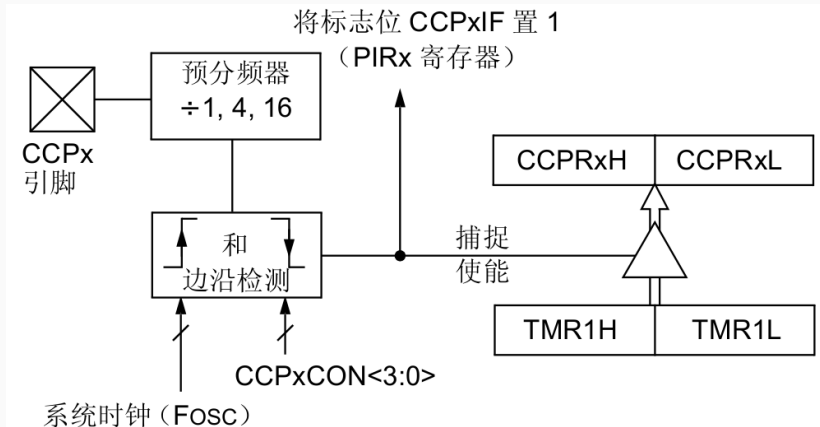 将标志位 CCPxIF 置 1
（PIRx 寄存器）
预分频器
÷1, 4, 16
CCPx
引脚
CCPRxH
CCPRxL
和
边沿检测
捕捉
使能
TMR1H
TMR1L
CCPxCON<3:0>
系统时钟（FOSC）